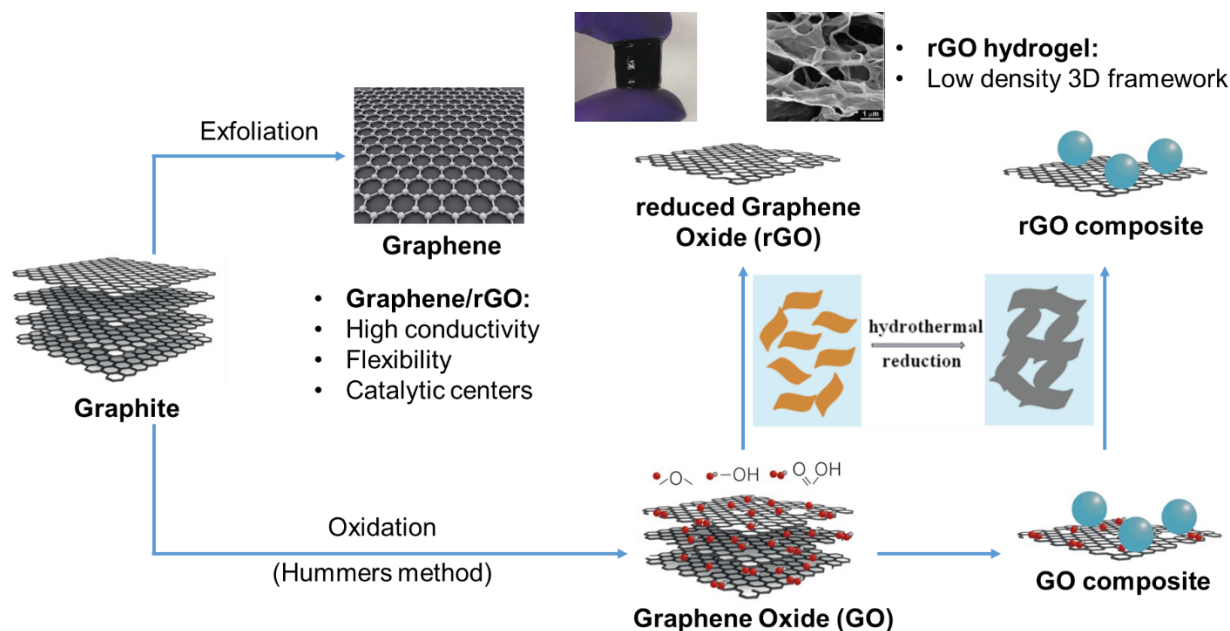 • rGO hydrogel:
• Low density 3D framework
1 µm
Exfoliation
Graphene
reduced Graphene
Oxide (rGO)
rGO composite
• Graphene/rGO:
• High conductivity
• Flexibility
• Catalytic centers
hydrothermal
reduction
Graphite
O
OH
O OH
Oxidation
(Hummers method)
Graphene Oxide (GO)
GO composite